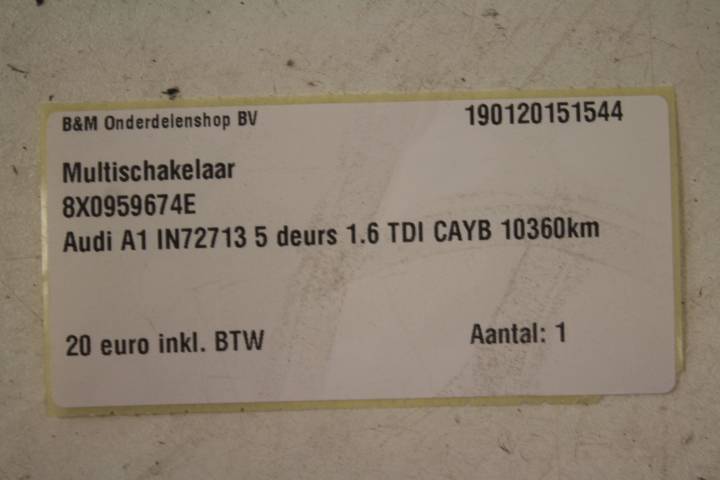 B&M Onderdelenshop BV 190120151544
Multischakelaar
8X0959674E
Audi A1 IN72713 5 deurs 1.6 TDI CAYB 10360km
20 euro inkl. BTW Aantal: 1